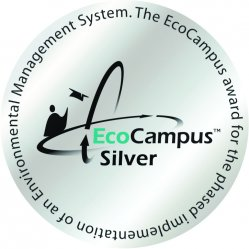 The EcoCampus award for the phased implementation of an Environmental Management System.
EcoCampus™
Silver